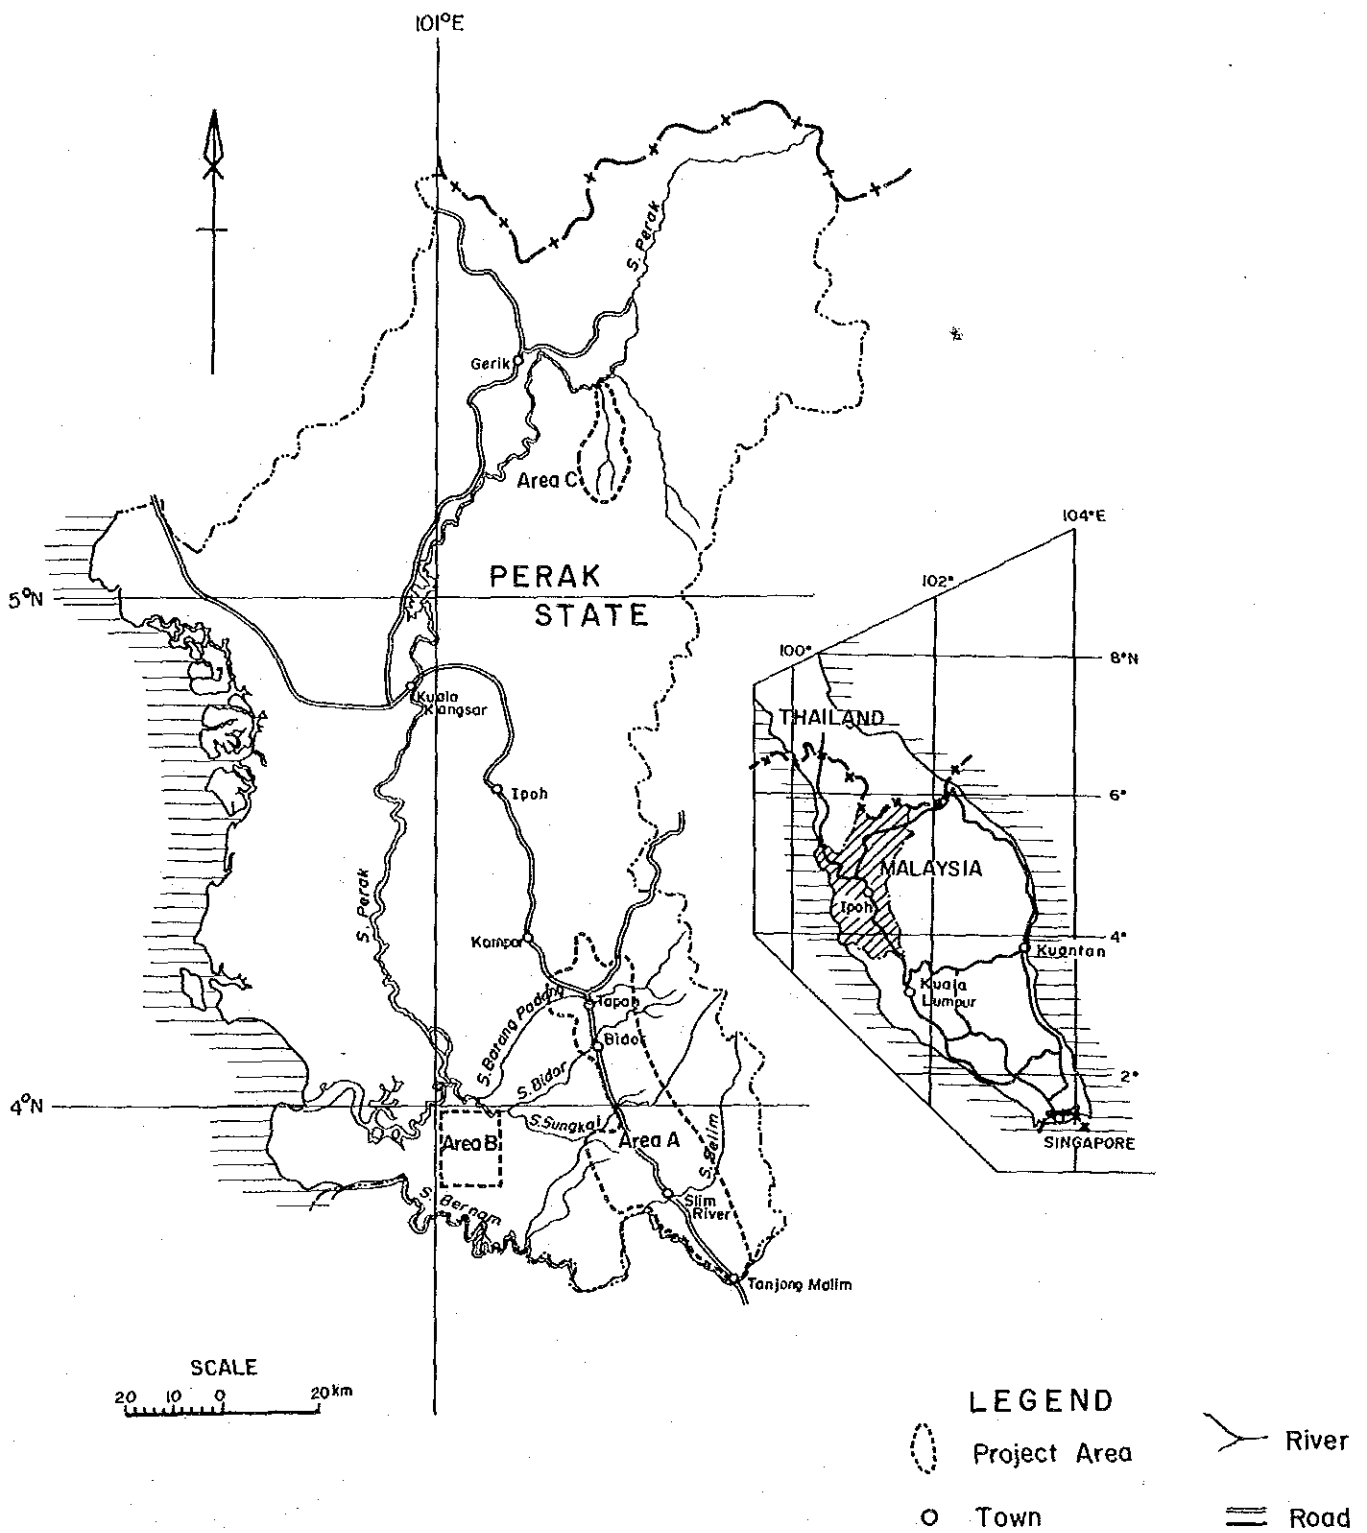 101°E
S. Perak
Gerik
Area C
PERAK
STATE
5°N
Kuala
Kangsar
Ipoh
S. Perak
Kampar
S. Batang Padang
Tapah
Bidor
S. Bidor
4°N
S. Sungkai
Area A
Area B
S. Belim
S. Bernam
Slim
River
Tanjong Malim
104°E
102°
100°
8°N
THAILAND
6°
MALAYSIA
Ipoh
4°
Kuantan
Kuala
Lumpur
2°
SINGAPORE
SCALE
20 10 0 20km
LEGEND
Project Area
River
Town
Road